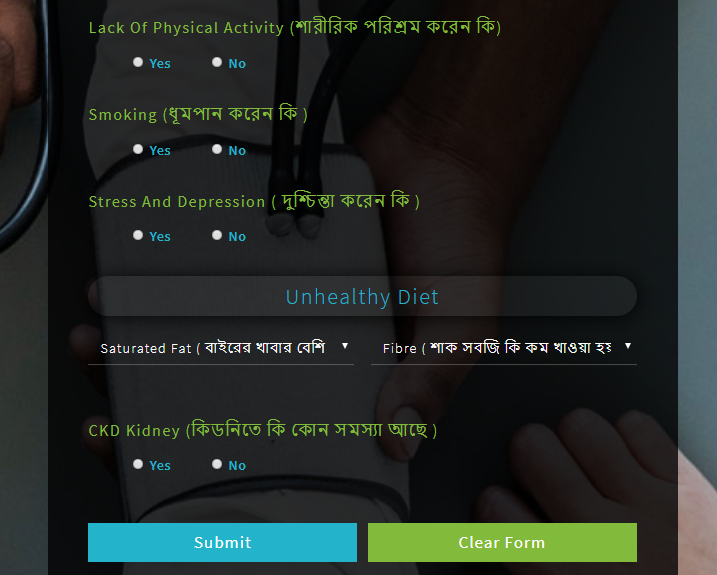 Lack Of Physical Activity (শারীরিক পরিশ্রম করেন কি)
Yes No
Smoking (ধূমপান করেন কি )
Yes No
Stress And Depression ( দুশ্চিন্তা করেন কি )
Yes No
Unhealthy Diet
Saturated Fat ( বাইরের খাবার বেশি Fibre ( শাক সবজি কি কম খাওয়া হয়
CKD Kidney (কিডনিতে কি কোন সমস্যা আছে )
Yes No
Submit Clear Form